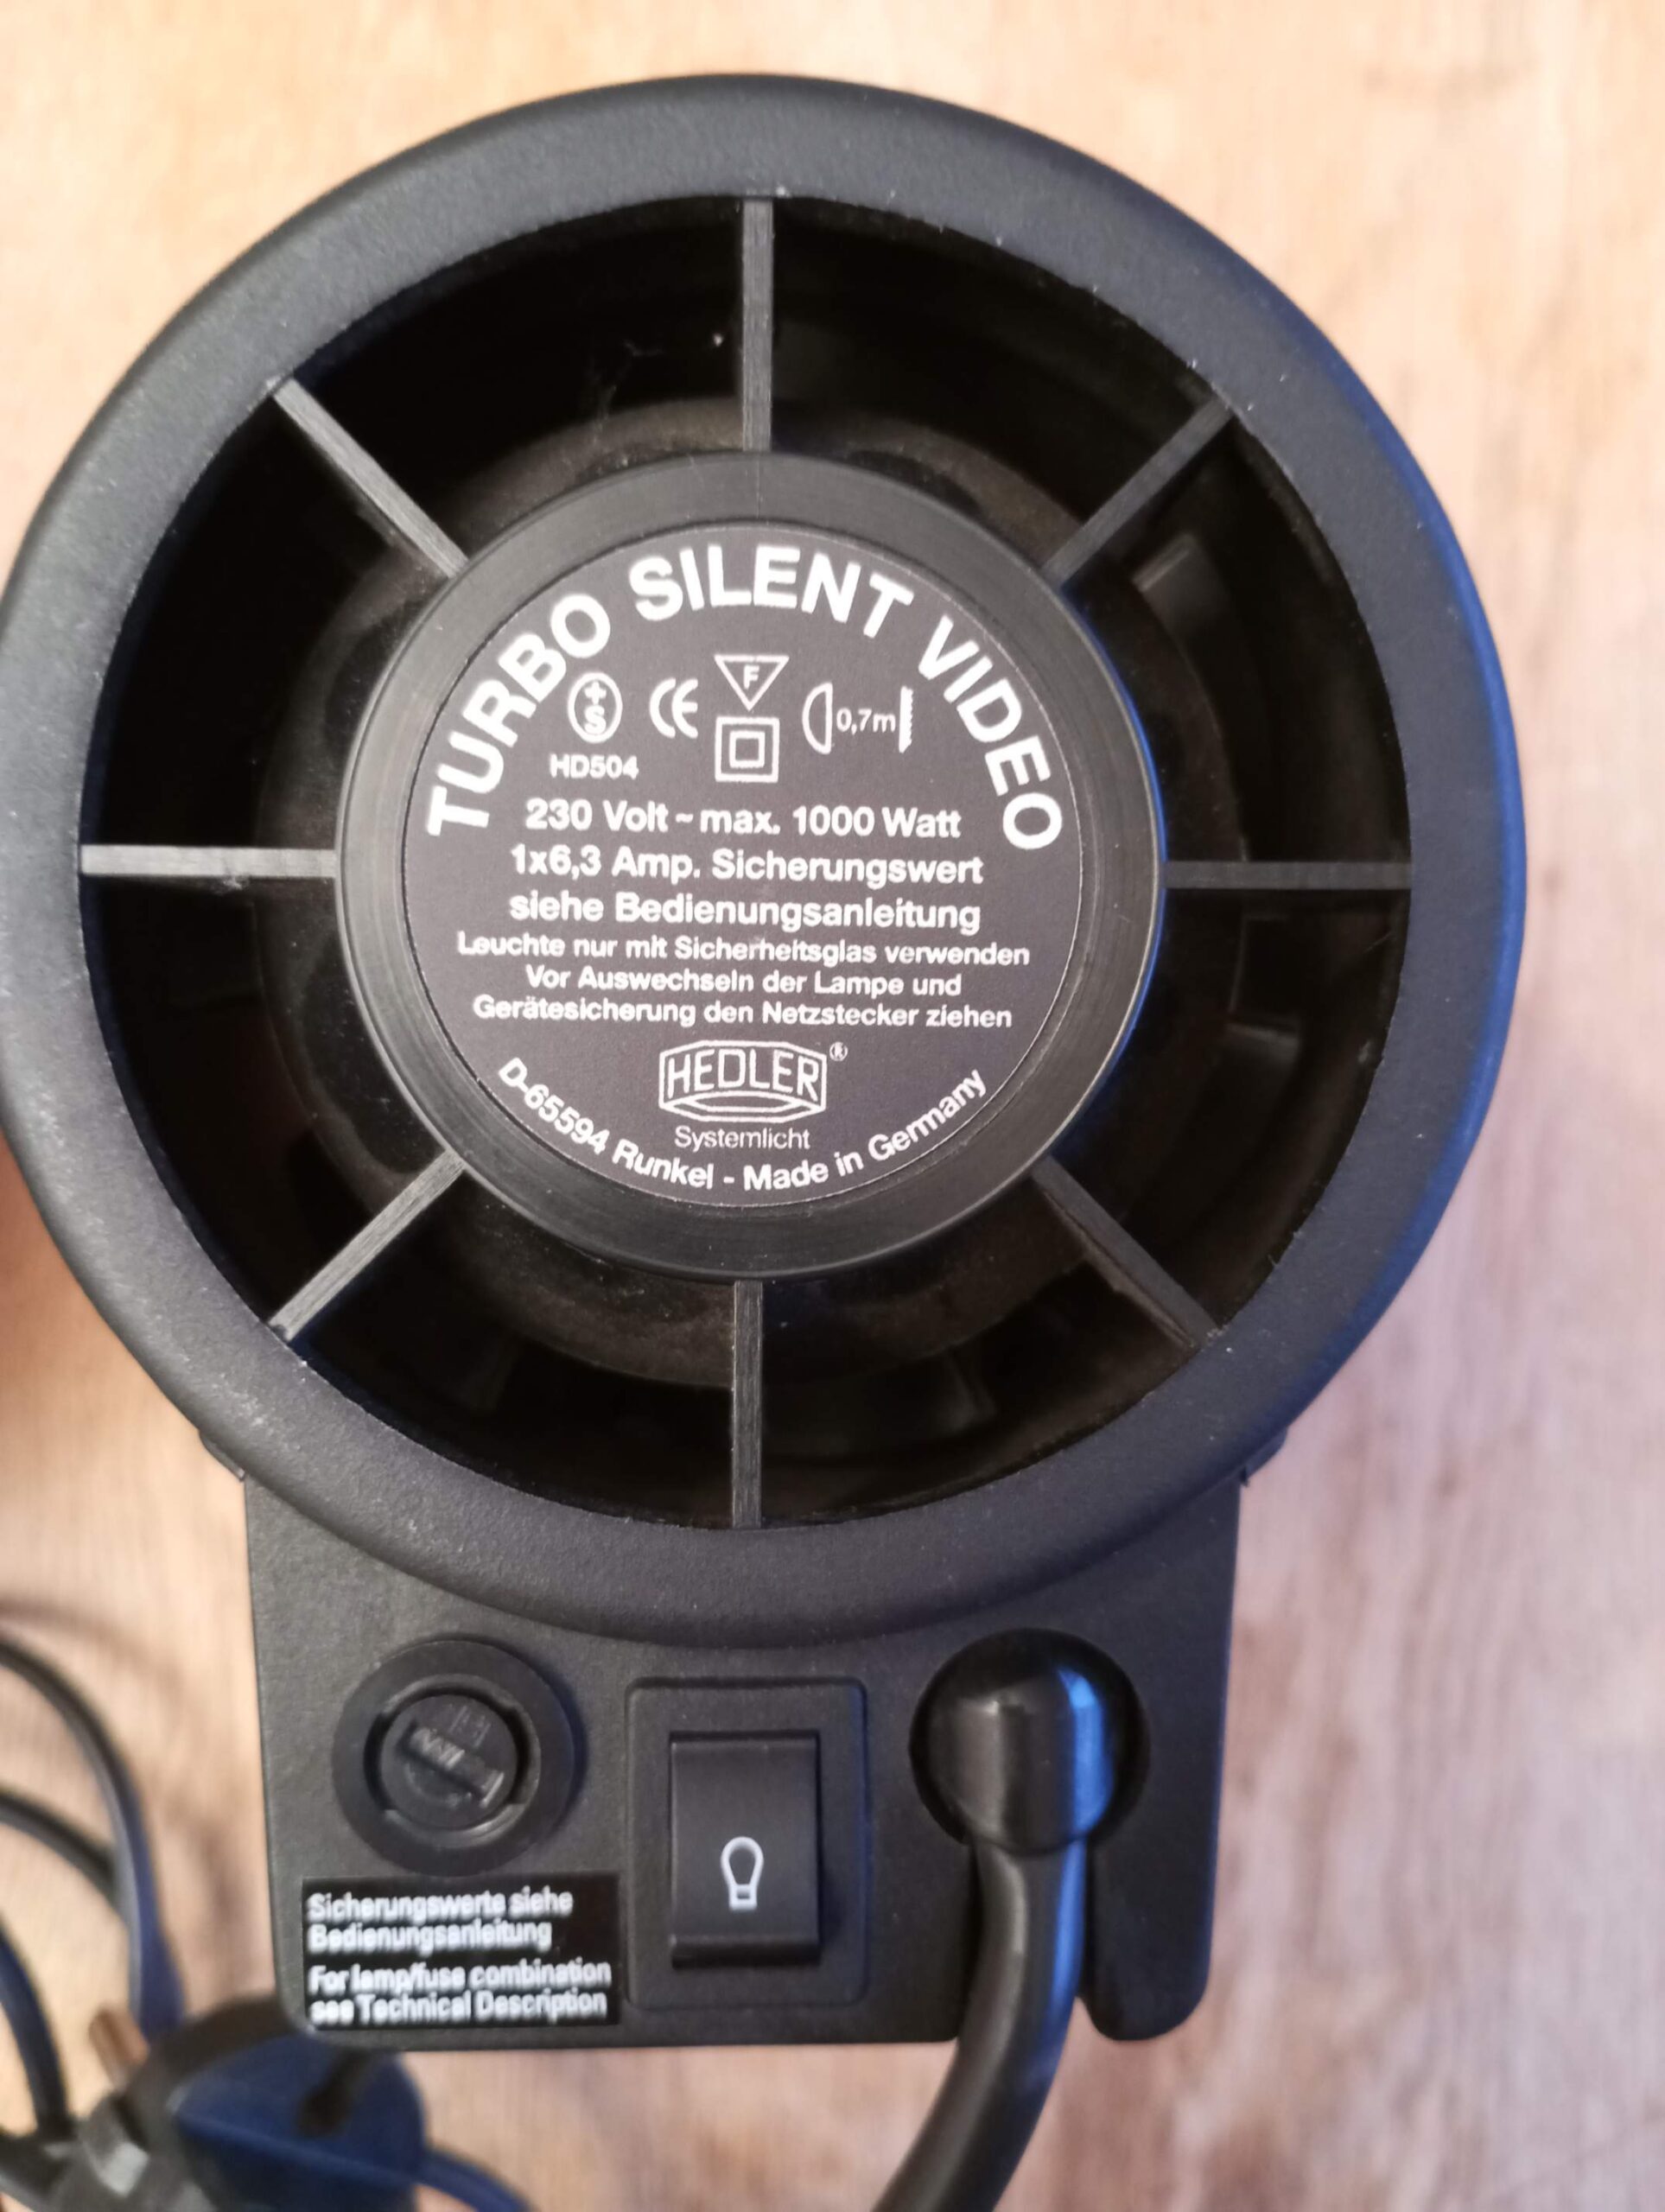 TURBO SILENT VIDEO
F
+S
CE
0,7m
HD504
230 Volt ~ max. 1000 Watt
1x6,3 Amp. Sicherungswert
siehe Bedienungsanleitung
Leuchte nur mit Sicherheitsglas verwenden
Vor Auswechseln der Lampe und
Gerätesicherung den Netzstecker ziehen
HEDLER®
Systemlicht
D-65594 Runkel - Made in Germany
Sicherungswerte siehe
Bedienungsanleitung
For lamp/fuse combination
see Technical Description